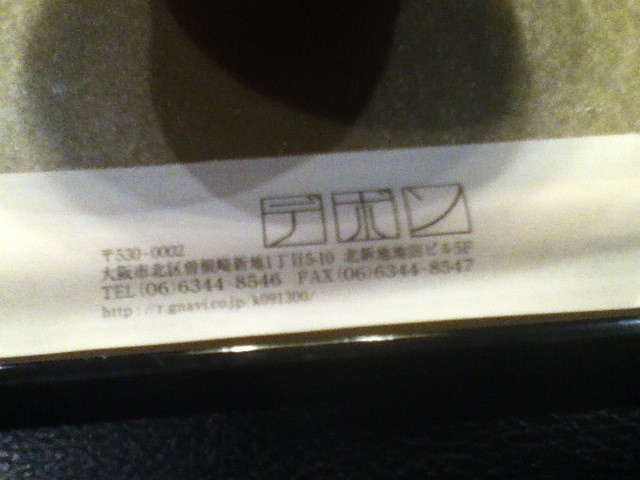 デボン
〒530-0002
大阪市北区曽根崎新地1丁目5-10 北新地地図ビル5F
TEL(06)6344-8546 FAX(06)6344-8547
http://r.gnavi.co.jp/k091300/